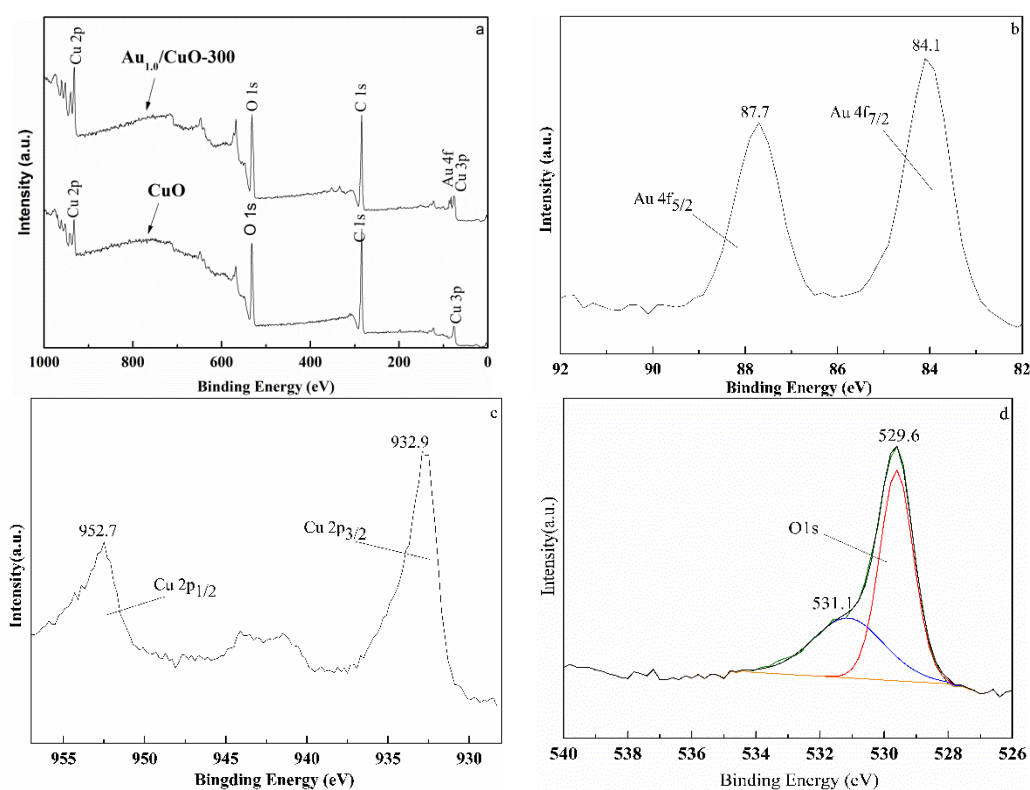 a
Cu 2p
Au1.0/CuO-300
O 1s
C 1s
Au 4f
Cu 3p
Cu 2p
CuO
O 1s
C 1s
Cu 3p
Intensity (a.u.)
1000 800 600 400 200 0
Binding Energy (eV)
b
84.1
87.7
Au 4f7/2
Au 4f5/2
Intensity (a.u.)
92 90 88 86 84 82
Binding Energy (eV)
c
932.9
952.7
Cu 2p3/2
Cu 2p1/2
Intensity(a.u.)
955 950 945 940 935 930
Bingding Energy (eV)
d
529.6
O1s
531.1
Intensity(a.u.)
540 538 536 534 532 530 528 526
Binding Energy (eV)